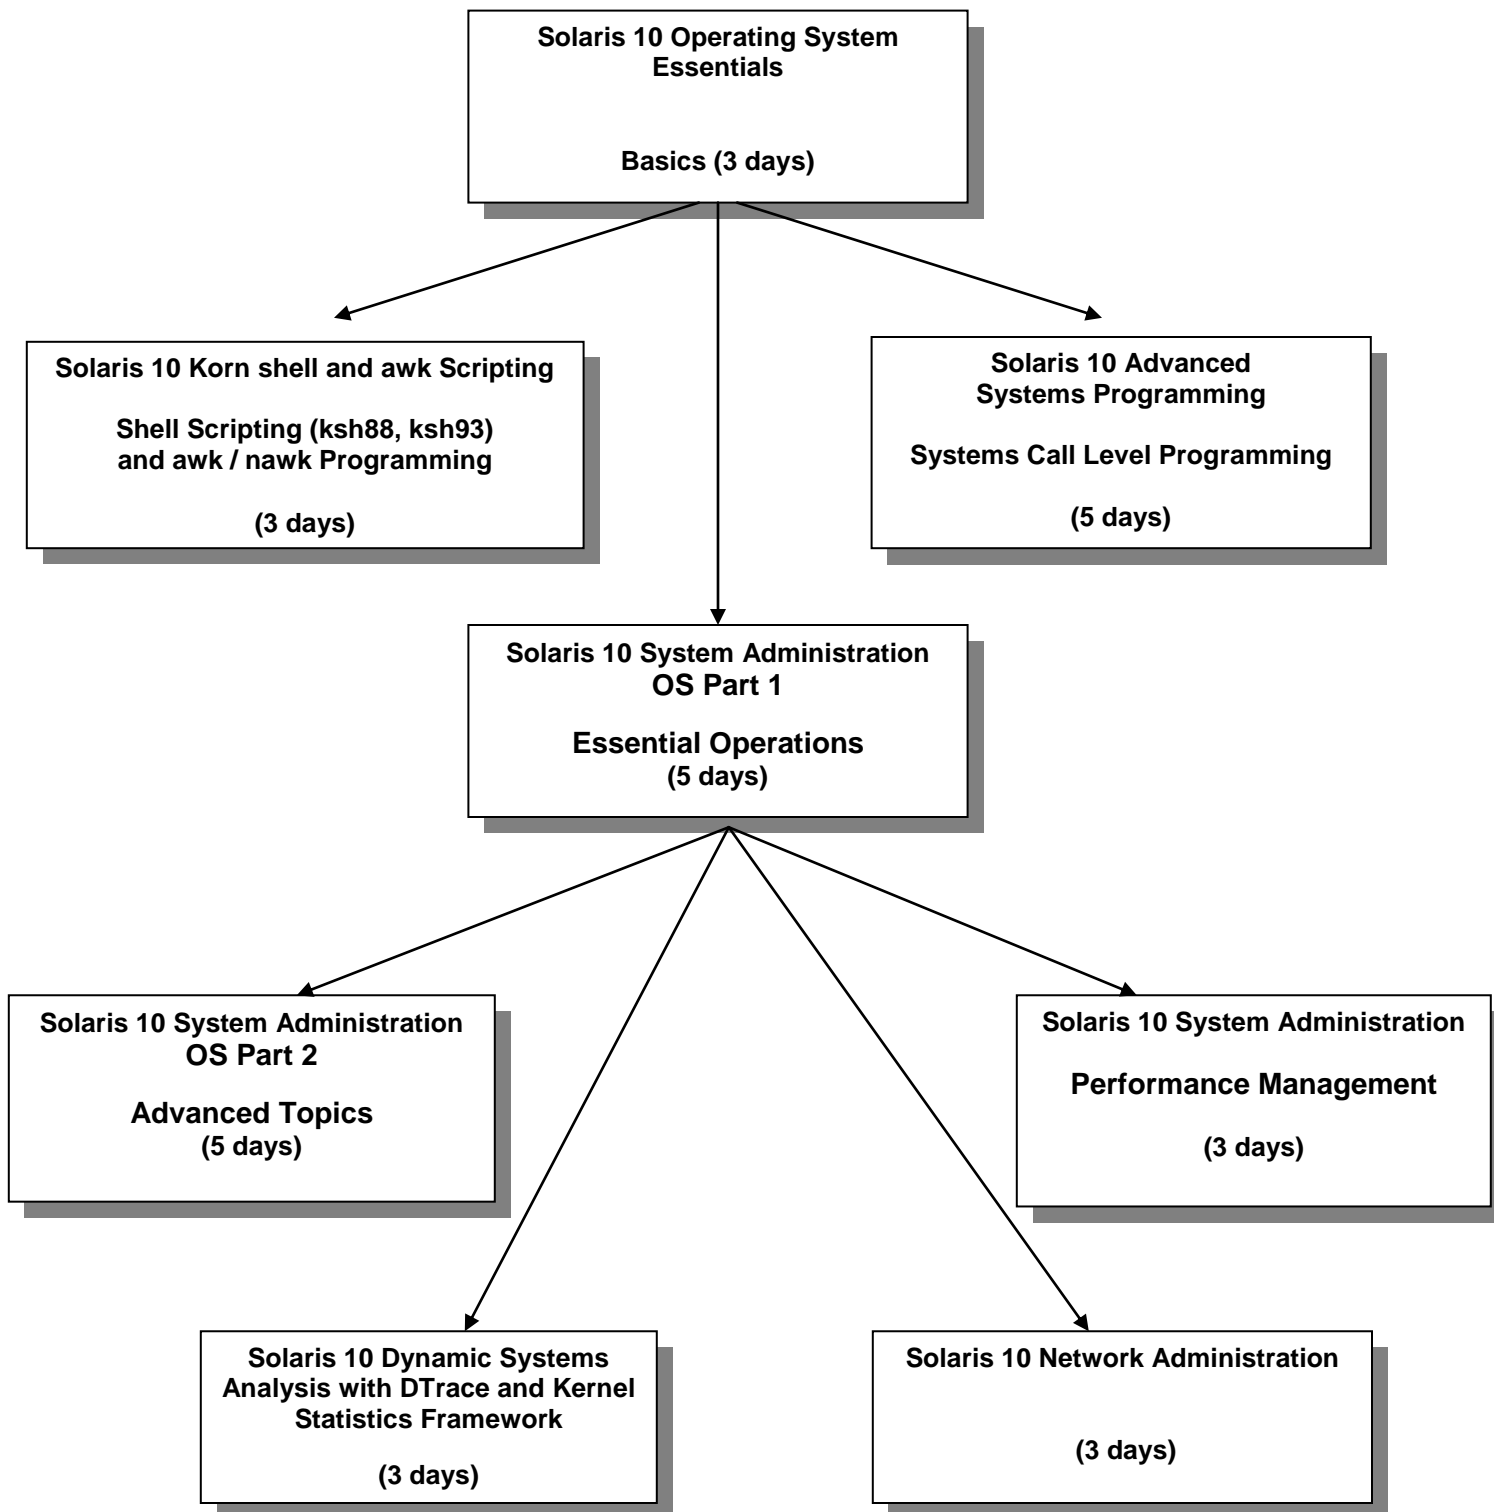 Solaris 10 Operating System
Essentials
Basics (3 days)
Solaris 10 Korn shell and awk Scripting
Shell Scripting (ksh88, ksh93)
and awk / nawk Programming
(3 days)
Solaris 10 Advanced
Systems Programming
Systems Call Level Programming
(5 days)
Solaris 10 System Administration
OS Part 1
Essential Operations
(5 days)
Solaris 10 System Administration
OS Part 2
Advanced Topics
(5 days)
Solaris 10 System Administration
Performance Management
(3 days)
Solaris 10 Dynamic Systems
Analysis with DTrace and Kernel
Statistics Framework
(3 days)
Solaris 10 Network Administration
(3 days)